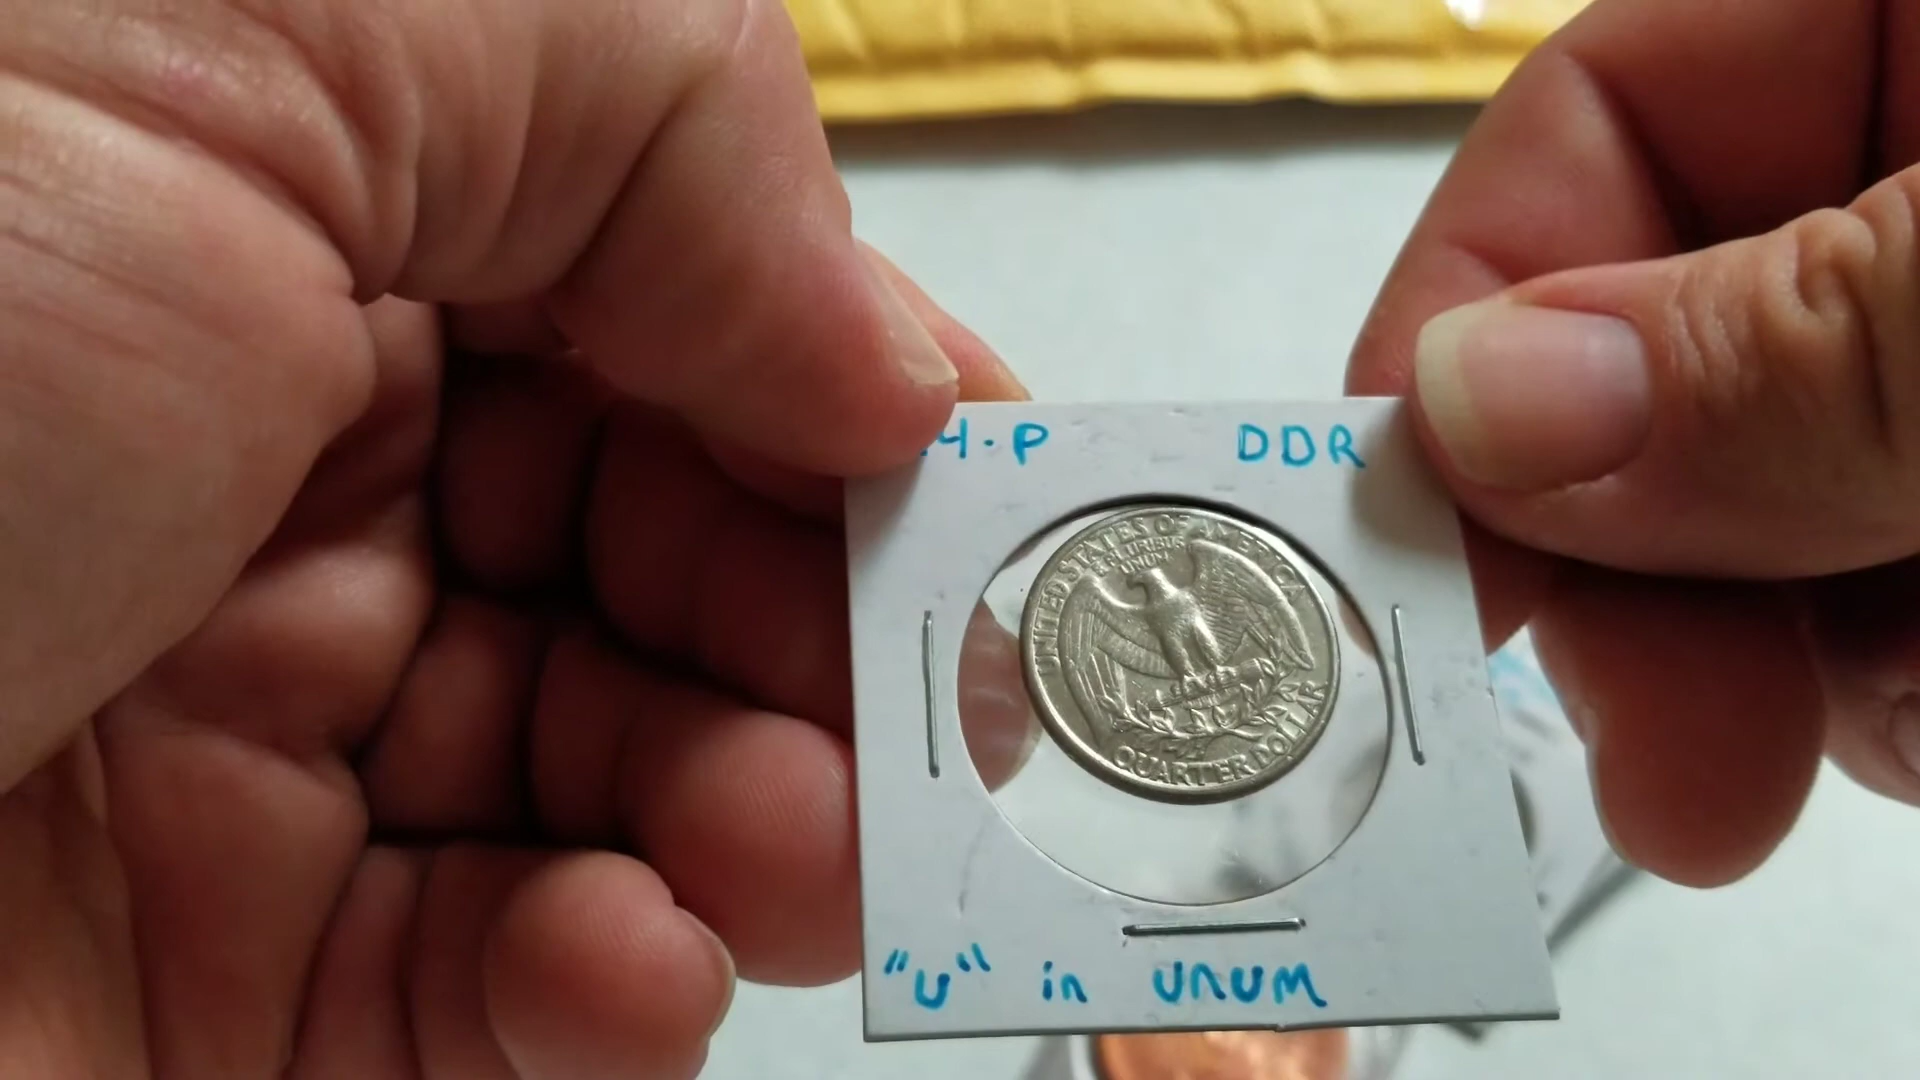 4-P DDR
UNITED STATES OF AMERICA
E PLURIBUS
UNUM
QUARTER DOLLAR
"U" in UNUM